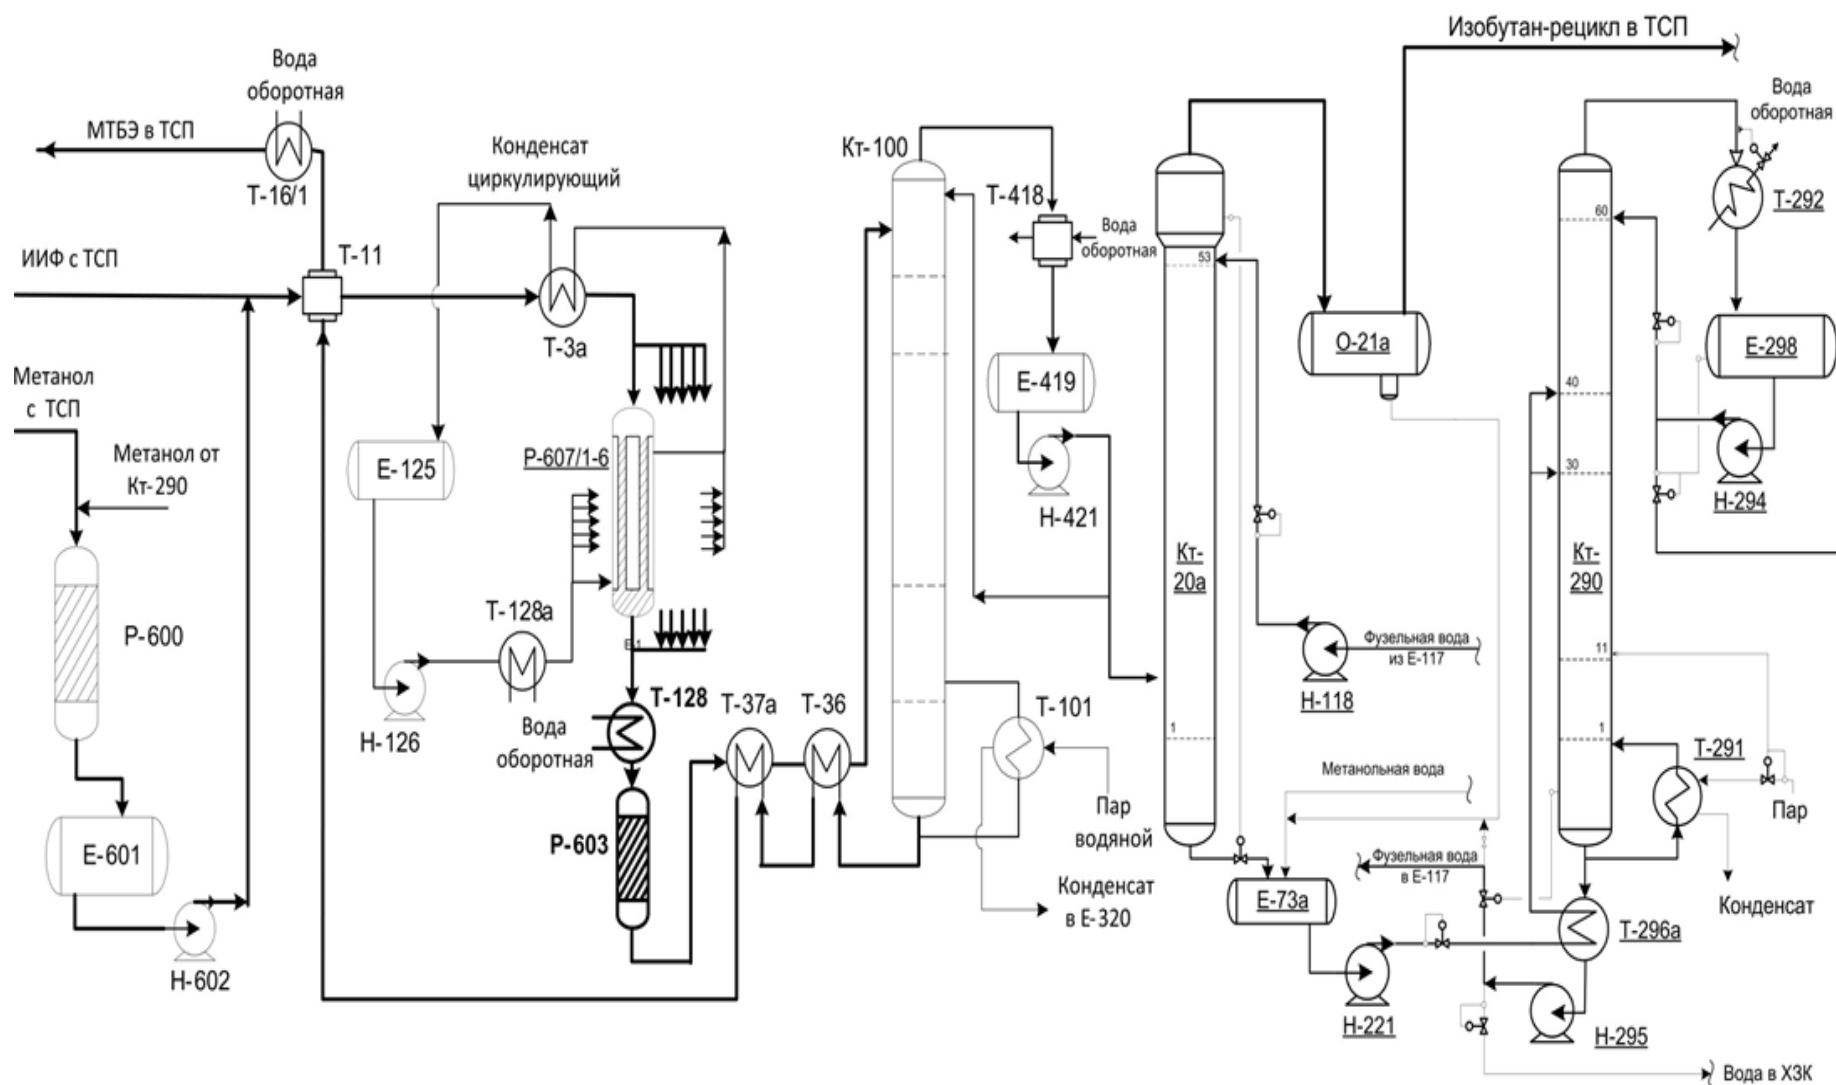 Изобутан-рецикл в ТСП
Вода
оборотная
МТБЭ в ТСП
Т-16/1
Конденсат
циркулирующий
Кт-100
Т-418
Вода
оборотная
Вода
оборотная
Т-292
ИИФ с ТСП
Т-11
Т-3а
53
60
О-21а
Е-298
Метанол
с ТСП
Метанол от
Кт-290
Е-125
Р-607/1-6
Е-419
Н-421
40
30
Н-294
Р-600
Т-128а
Кт-
20а
Кт-
290
Н-126
Фузельная вода
из Е-117
Н-118
11
Вода
оборотная
Т-128
Т-37а
Т-36
Т-101
1
1
Т-291
Метанольная вода
Пар
водяной
Пар
Е-601
Р-603
Фузельная вода
в Е-117
Конденсат
в Е-320
Е-73а
Конденсат
Т-296а
Н-602
Н-221
Н-295
Вода в ХЗК